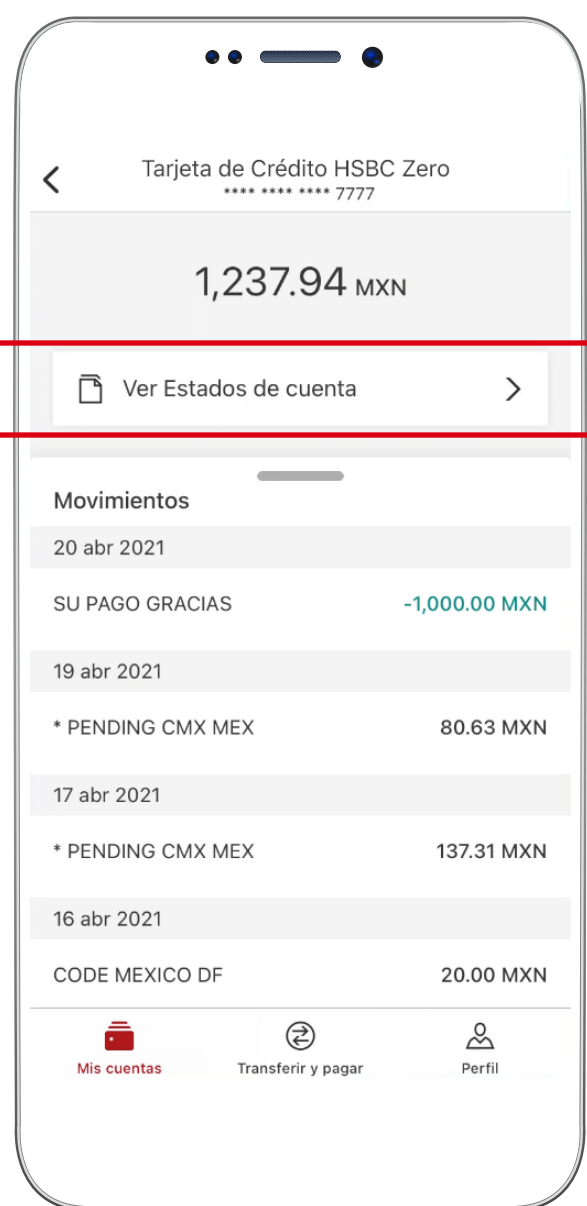 Tarjeta de Crédito HSBC Zero
**** **** **** 7777
1,237.94 MXN
Ver Estados de cuenta
Movimientos
20 abr 2021
SU PAGO GRACIAS -1,000.00 MXN
19 abr 2021
* PENDING CMX MEX 80.63 MXN
17 abr 2021
* PENDING CMX MEX 137.31 MXN
16 abr 2021
CODE MEXICO DF 20.00 MXN
Mis cuentas Transferir y pagar Perfil